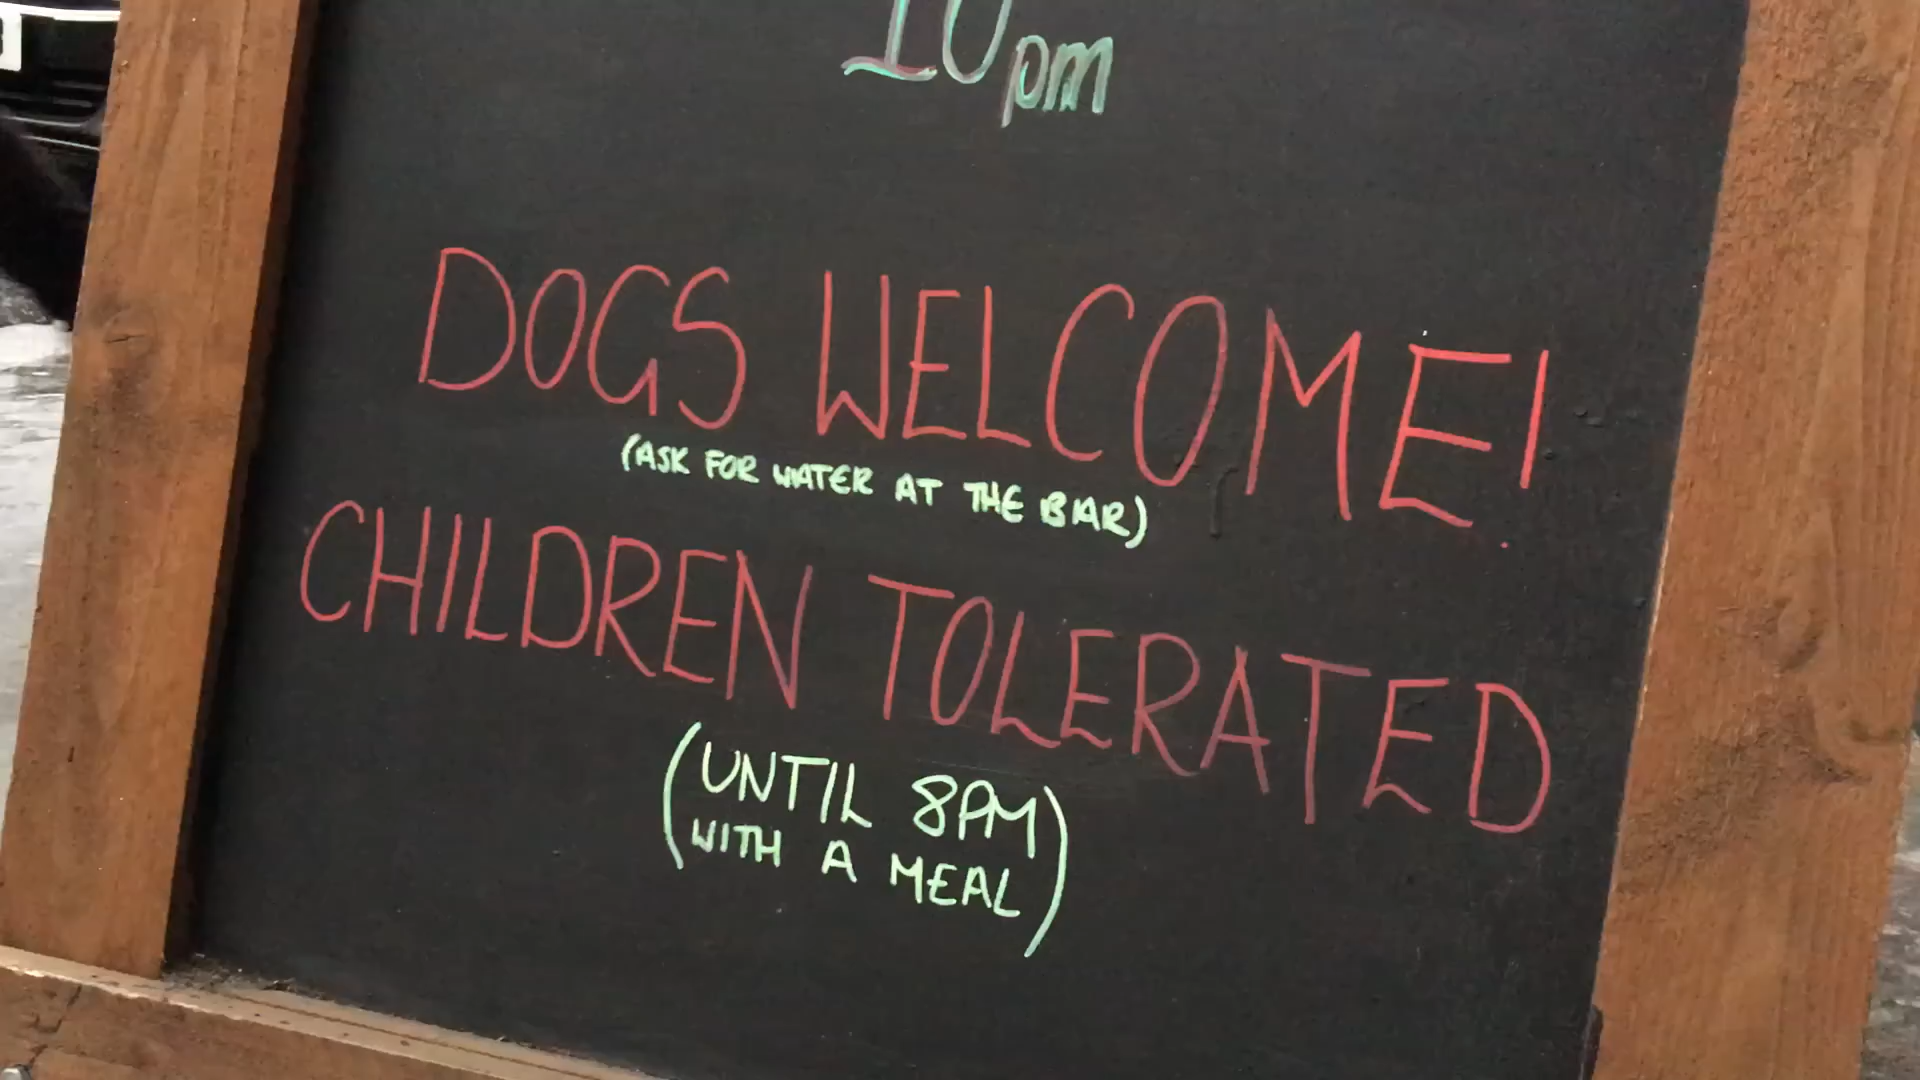 10pm
DOGS WELCOME!
(ASK FOR WATER AT THE BAR)
CHILDREN TOLERATED
(UNTIL 8PM
WITH A MEAL)